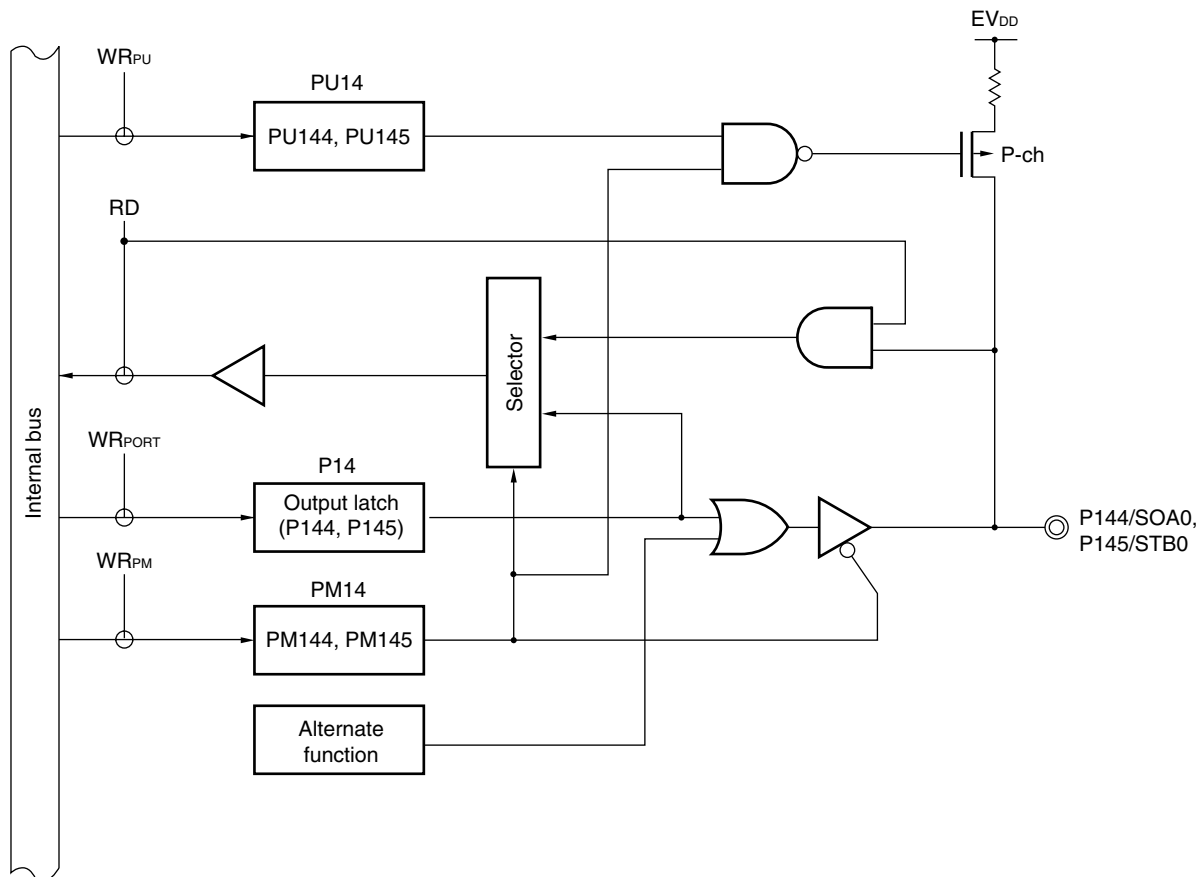 EVDD
WRPU
PU14
PU144, PU145
P-ch
RD
Selector
Internal bus
WRPORT
P14
Output latch
(P144, P145)
P144/SOA0,
P145/STB0
WRPM
PM14
PM144, PM145
Alternate
function